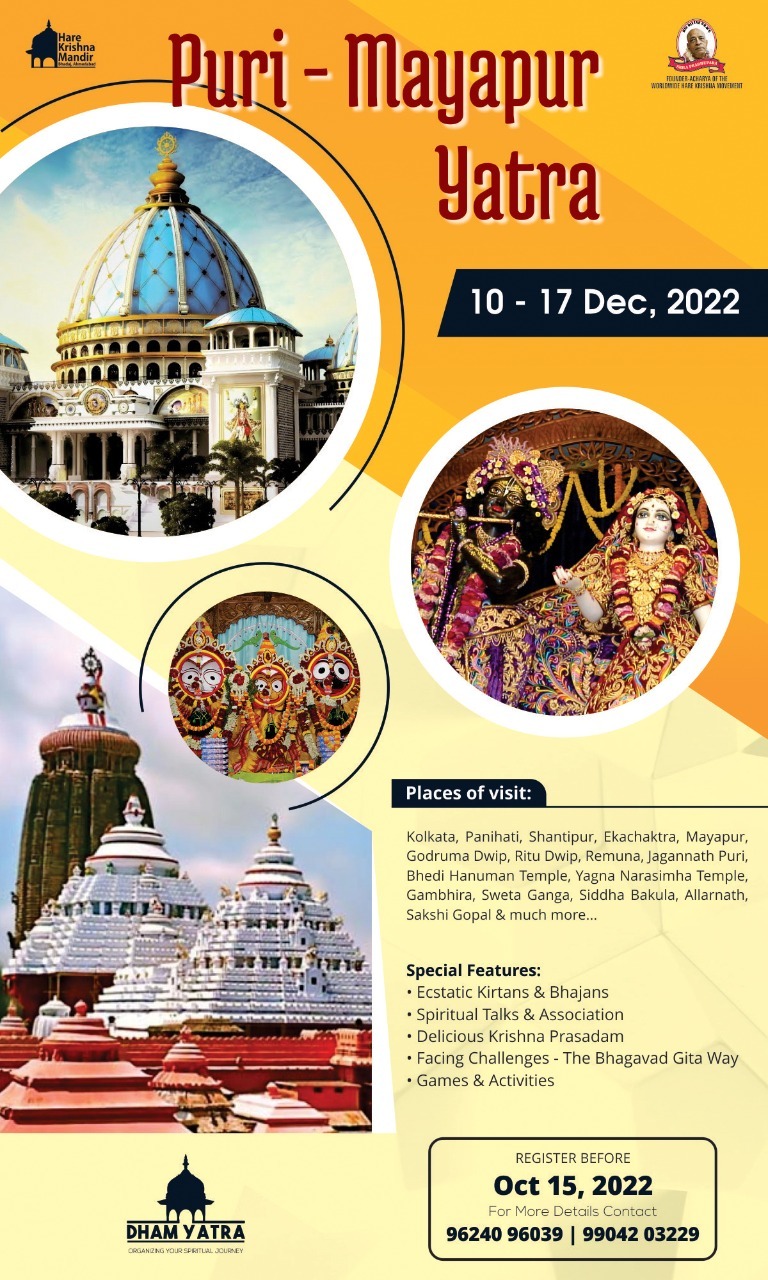 Hare
Krishna
Mandir
Bhadaj, Ahmedabad
SRILA PRABHUPADA
FOUNDER-ACHARYA OF THE
WORLDWIDE HARE KRISHNA MOVEMENT
Puri - Mayapur
Yatra
10 - 17 Dec, 2022
Places of visit:
Kolkata, Panihati, Shantipur, Ekachaktra, Mayapur,
Godruma Dwip, Ritu Dwip, Remuna, Jagannath Puri,
Bhedi Hanuman Temple, Yagna Narasimha Temple,
Gambhira, Sweta Ganga, Siddha Bakula, Allarnath,
Sakshi Gopal & much more...
Special Features:
• Ecstatic Kirtans & Bhajans
• Spiritual Talks & Association
• Delicious Krishna Prasadam
• Facing Challenges - The Bhagavad Gita Way
• Games & Activities
REGISTER BEFORE
Oct 15, 2022
For More Details Contact
96240 96039 | 99042 03229
DHAM YATRA
ORGANIZING YOUR SPIRITUAL JOURNEY